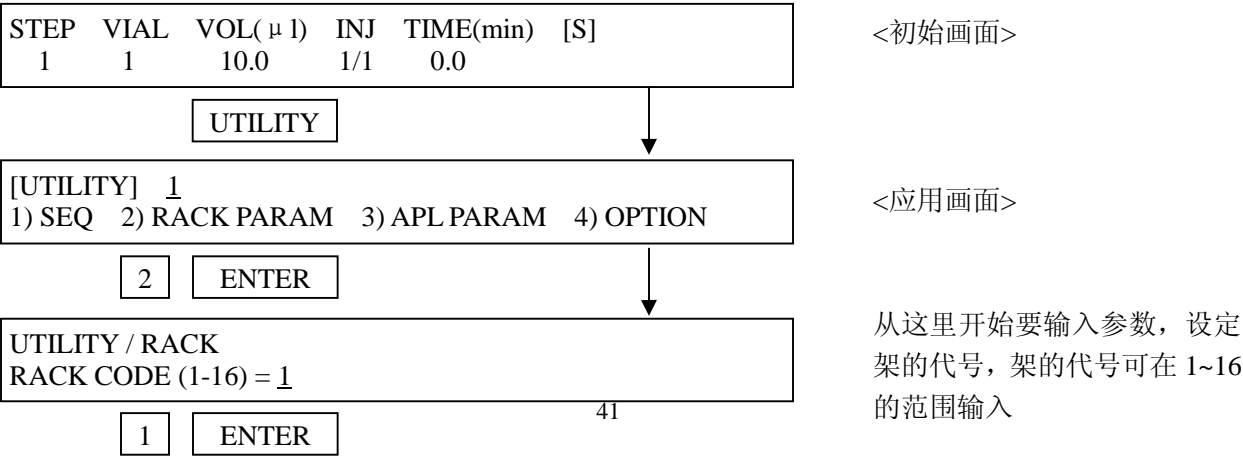 STEP VIAL VOL(μl) INJ TIME(min) [S]
1 1 10.0 1/1 0.0
<初始画面>
UTILITY
[UTILITY] 1
1) SEQ 2) RACK PARAM 3) APL PARAM 4) OPTION
<应用画面>
2 ENTER
UTILITY / RACK
RACK CODE (1-16) = 1
从这里开始要输入参数，设定
架的代号，架的代号可在 1~16
的范围输入
41
1 ENTER